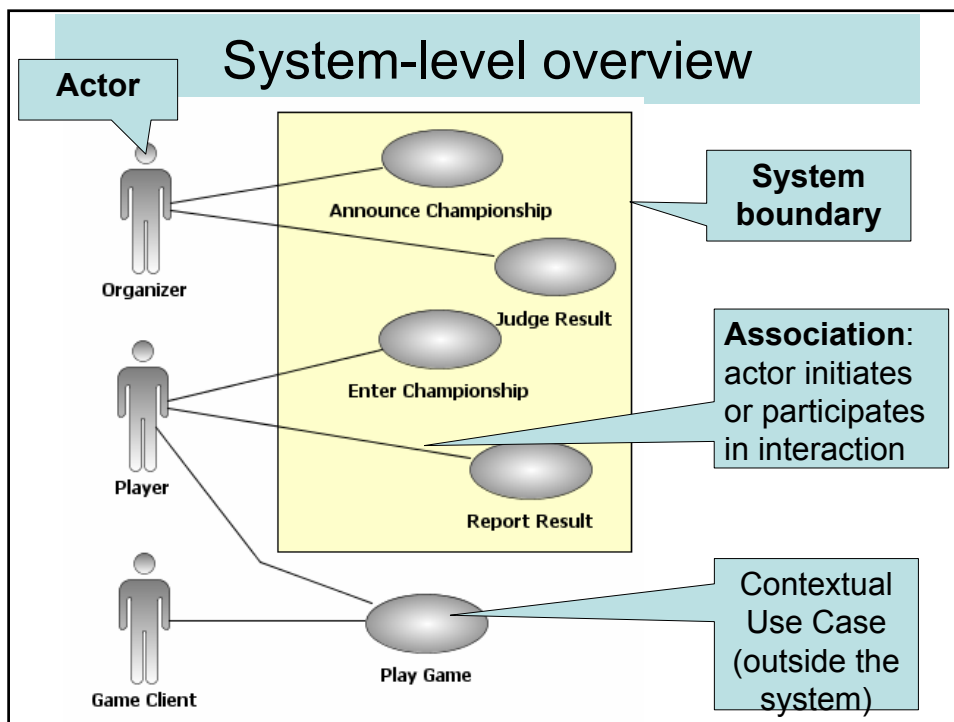 System-level overview
Actor
Announce Championship
System
boundary
Organizer
Judge Result
Association:
actor initiates
or participates
in interaction
Enter Championship
Player
Report Result
Contextual
Use Case
(outside the
system)
Play Game
Game Client